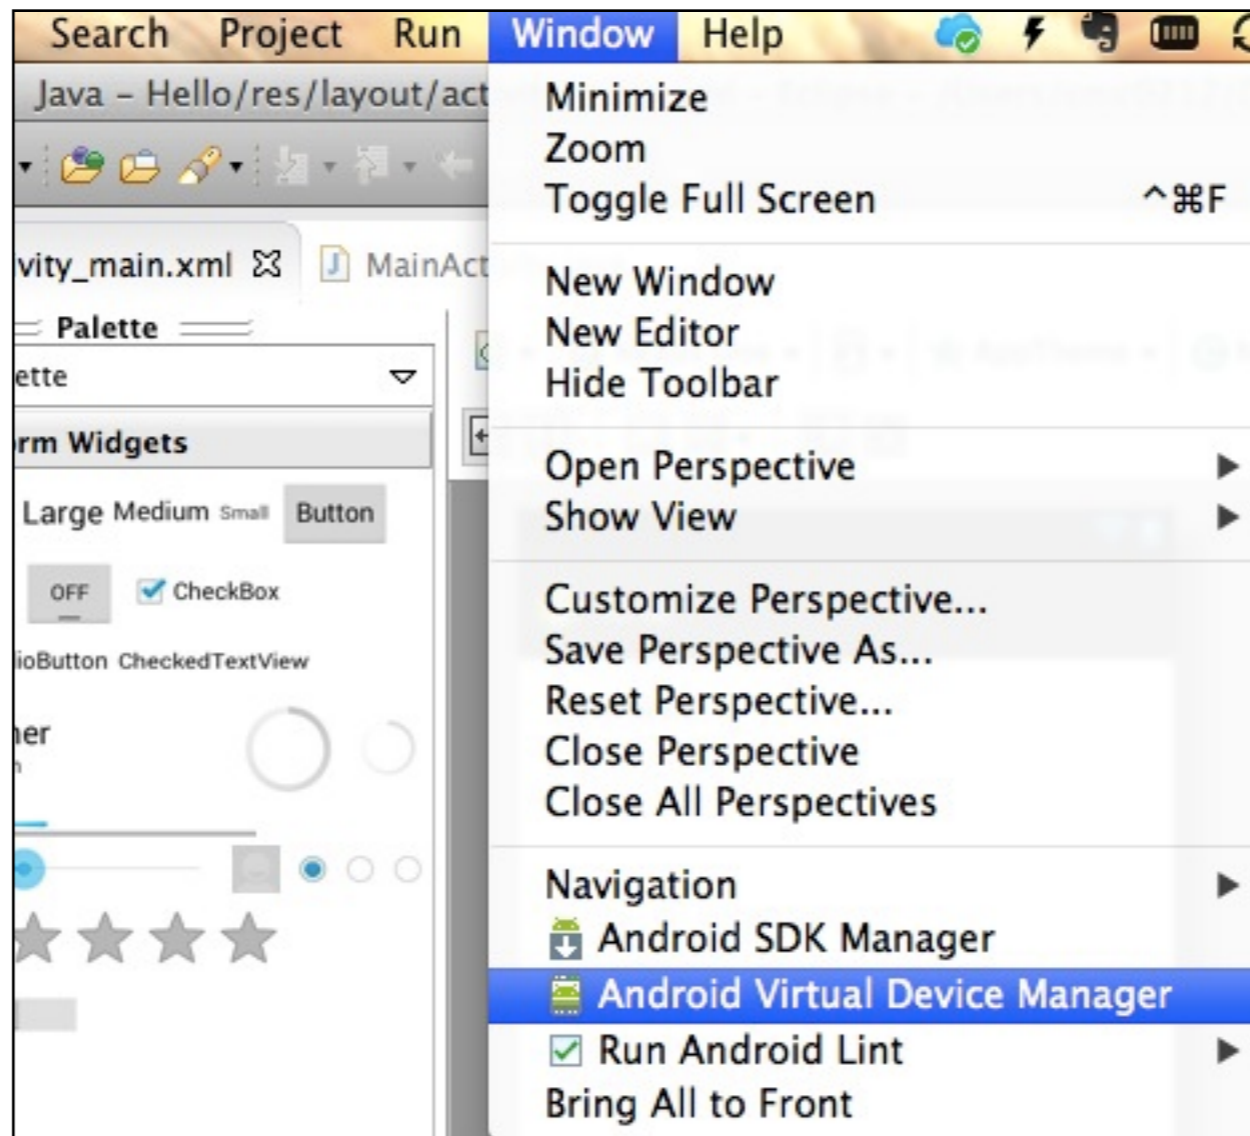 Search Project Run Window Help
Java – Hello/res/layout/act
vity_main.xml
MainAct
Palette
ette
rm Widgets
Large Medium Small Button
OFF CheckBox
ioButton CheckedTextView
ner
Minimize
Zoom
Toggle Full Screen ^⌘F
New Window
New Editor
Hide Toolbar
Open Perspective
Show View
Customize Perspective...
Save Perspective As...
Reset Perspective...
Close Perspective
Close All Perspectives
Navigation
Android SDK Manager
Android Virtual Device Manager
Run Android Lint
Bring All to Front